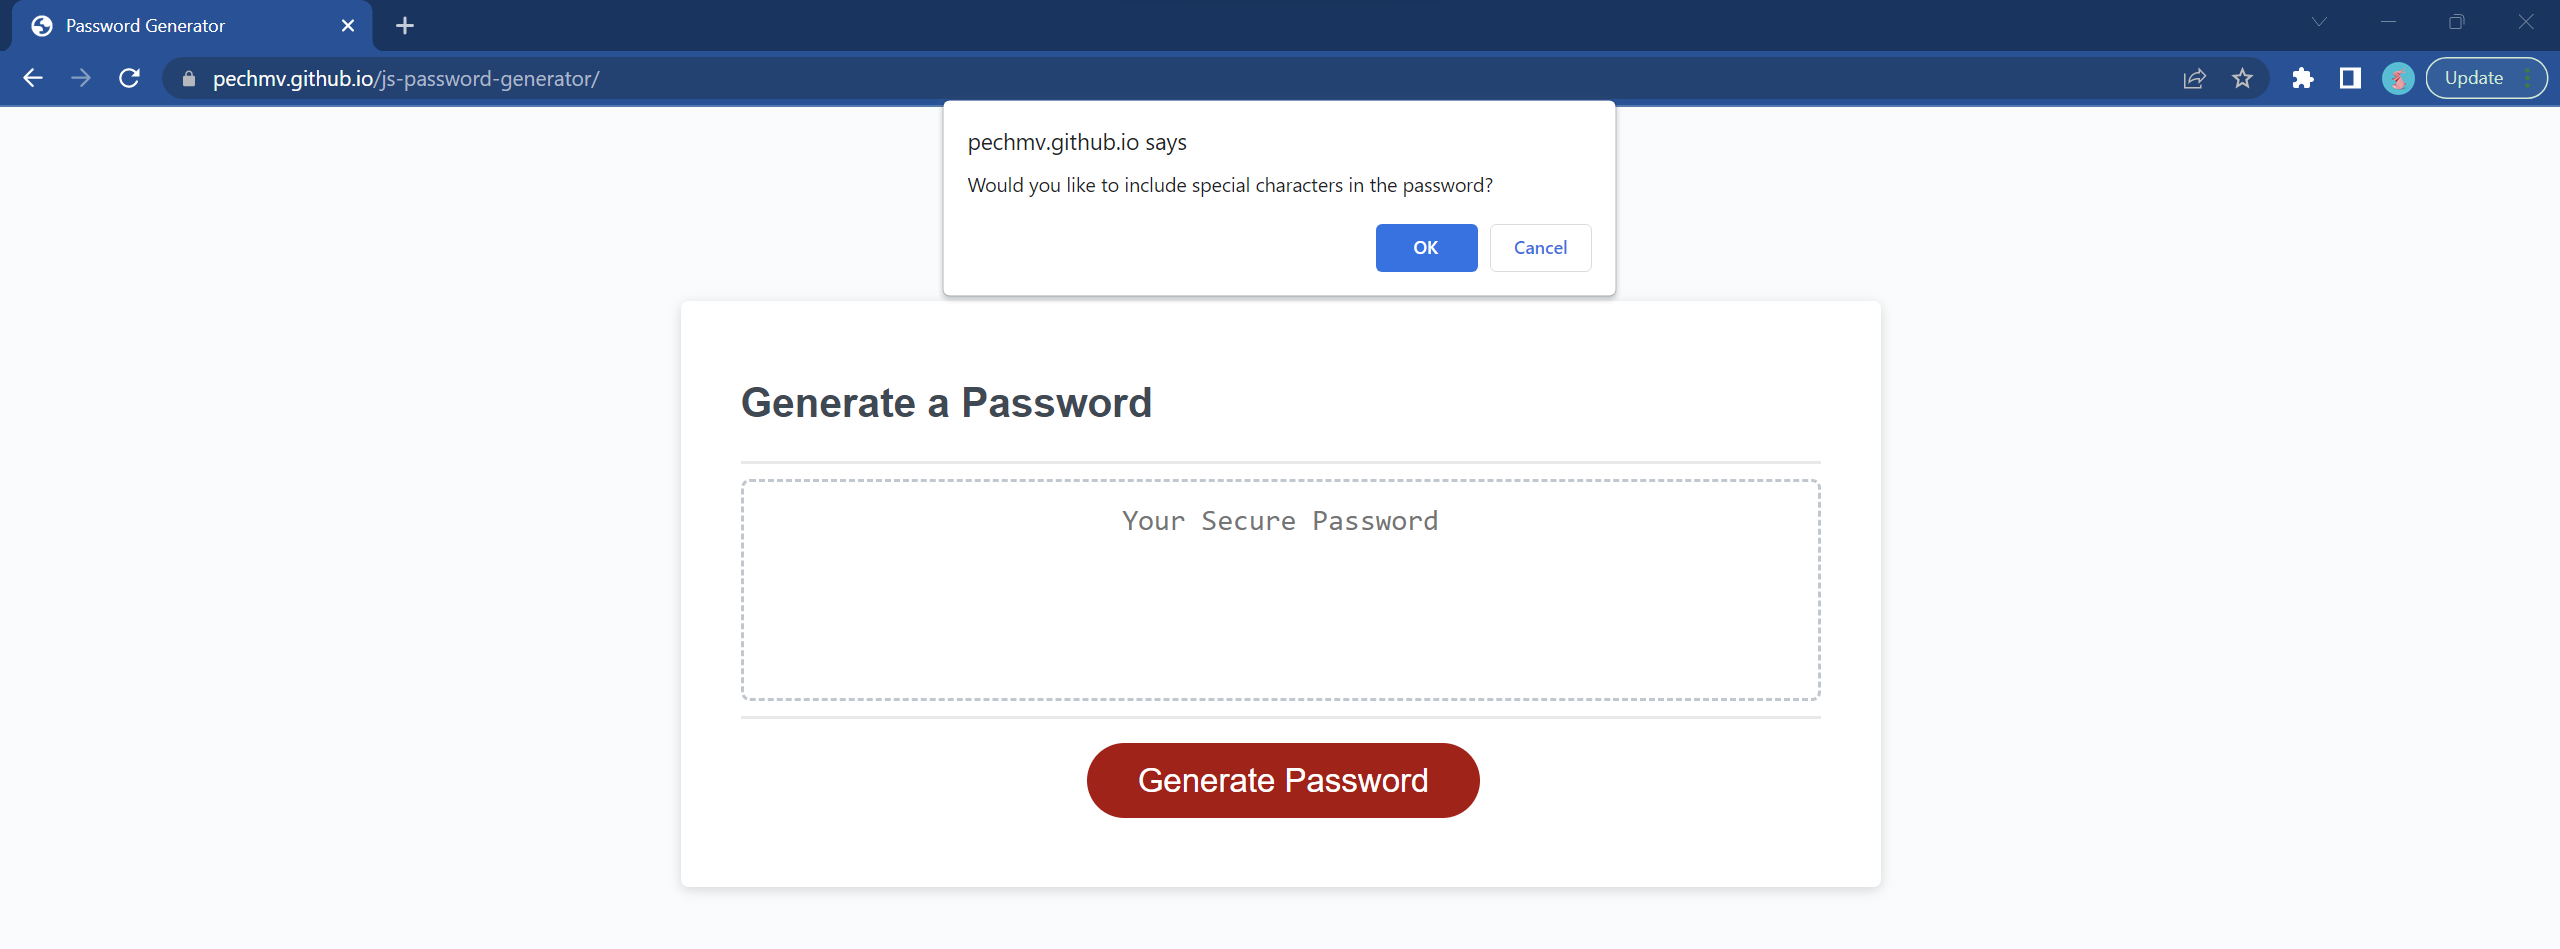 Password Generator
pechmv.github.io/js-password-generator/
Update
pechmv.github.io says
Would you like to include special characters in the password?
OK Cancel
Generate a Password
Your Secure Password
Generate Password